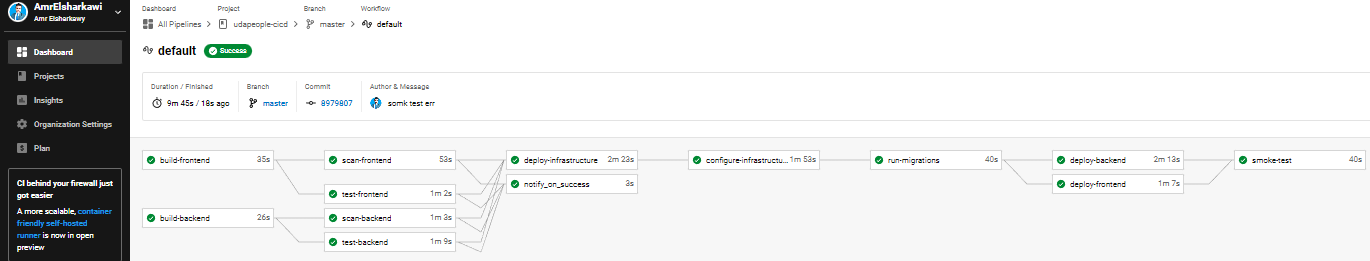 AmrElsharkawi
Amr Elsharkawy
Dashboard
Projects
Insights
Organization Settings
Plan
CI behind your firewall just
got easier
A more scalable, container
friendly self-hosted
runner is now in open
preview
Dashboard Project Branch Workflow
All Pipelines udapeople-cicd master default
default Success
Duration / Finished Branch Commit Author & Message
9m 45s / 18s ago master 8979807 somk test err
build-frontend 35s scan-frontend 53s deploy-infrastructure 2m 23s configure-infrastructu... 1m 53s run-migrations 40s deploy-backend 2m 13s smoke-test 40s
notify_on_success 3s deploy-frontend 1m 7s
test-frontend 1m 2s
build-backend 26s scan-backend 1m 3s
test-backend 1m 9s